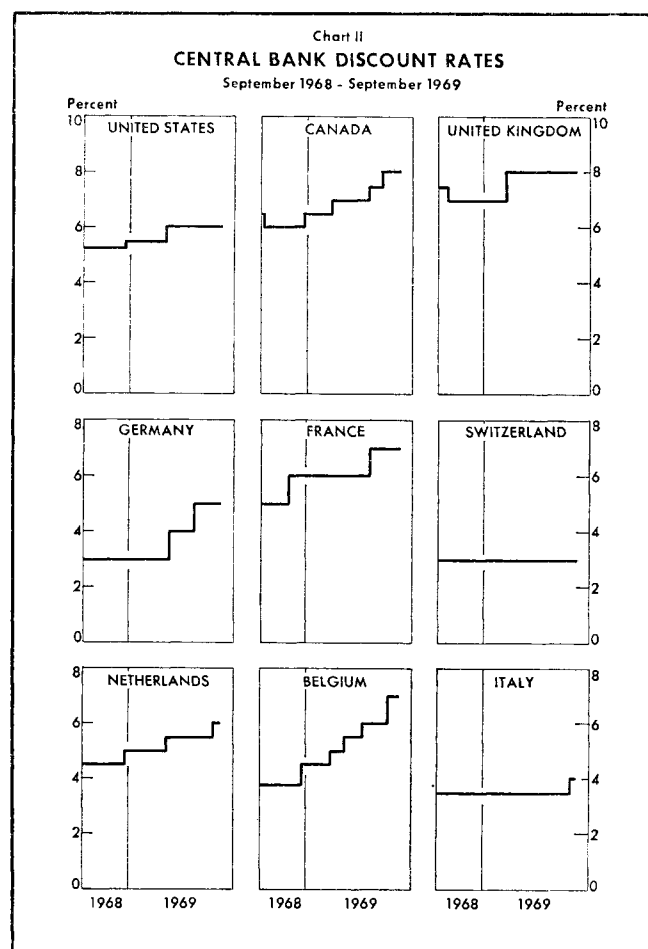 Chart II
CENTRAL BANK DISCOUNT RATES
September 1968 - September 1969
Percent Percent
10 UNITED STATES CANADA UNITED KINGDOM 10
8 8
6 6
4 4
2 2
0 0
8 GERMANY FRANCE SWITZERLAND 8
6 6
4 4
2 2
0 0
8 NETHERLANDS BELGIUM ITALY 8
6 6
4 4
2 2
0 0
1968 1969 1968 1969 1968 1969